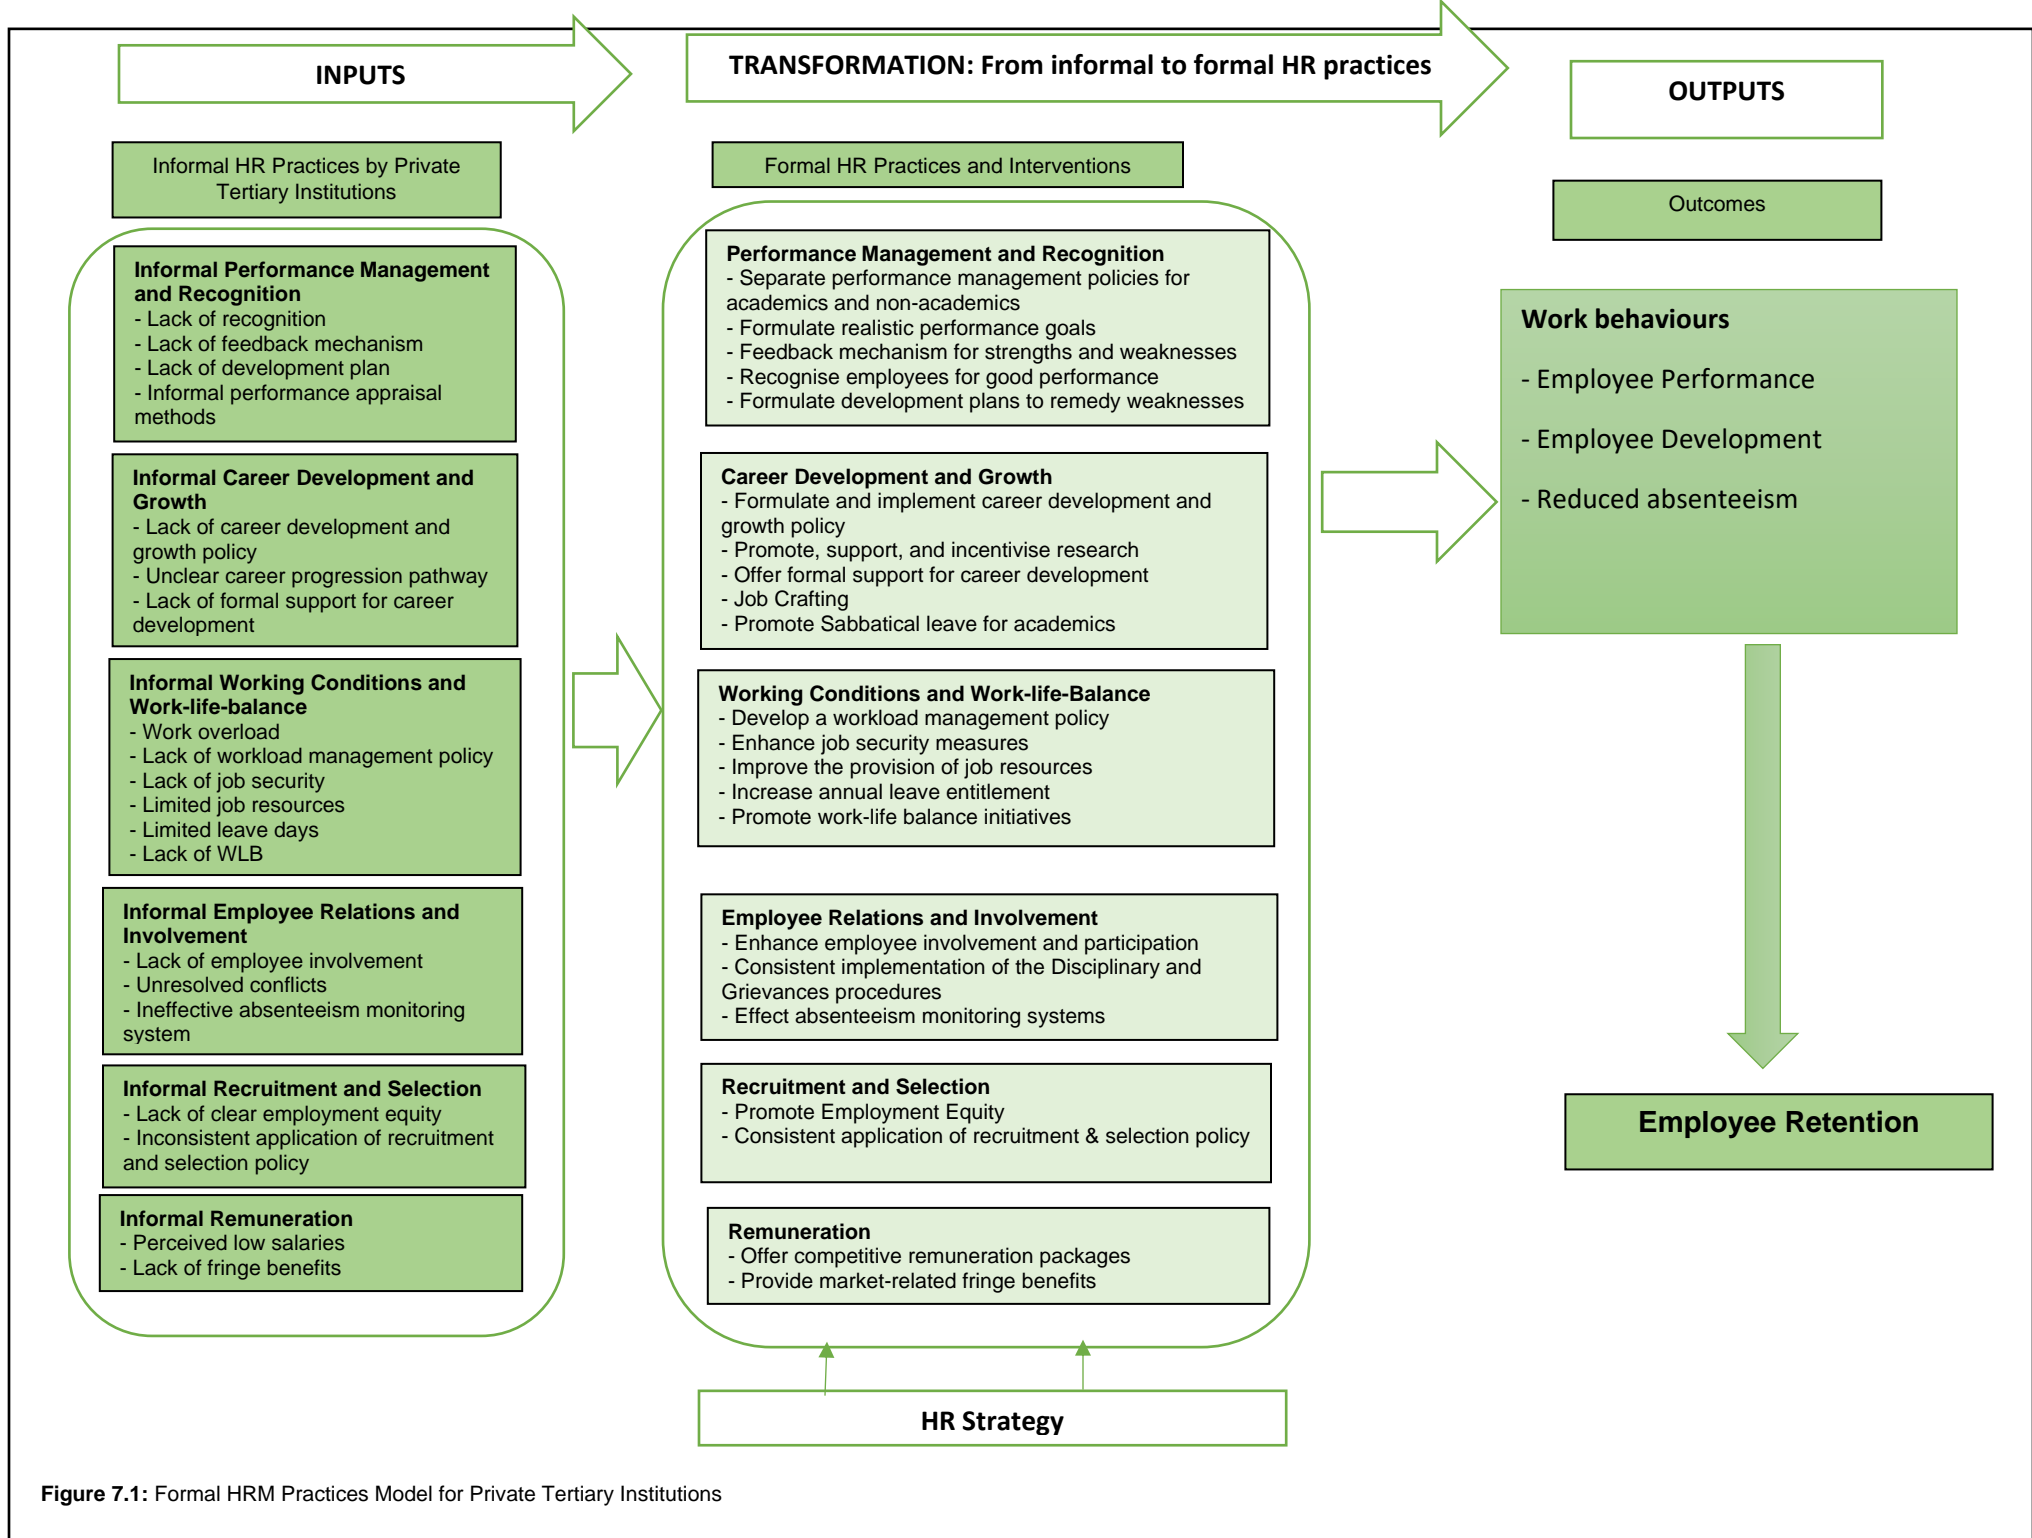 INPUTS
TRANSFORMATION: From informal to formal HR practices
OUTPUTS
Informal HR Practices by Private
Tertiary Institutions
Formal HR Practices and Interventions
Outcomes
Informal Performance Management
and Recognition
- Lack of recognition
- Lack of feedback mechanism
- Lack of development plan
- Informal performance appraisal
methods
Informal Career Development and
Growth
- Lack of career development and
growth policy
- Unclear career progression pathway
- Lack of formal support for career
development
Informal Working Conditions and
Work-life-balance
- Work overload
- Lack of workload management policy
- Lack of job security
- Limited job resources
- Limited leave days
- Lack of WLB
Informal Employee Relations and
Involvement
- Lack of employee involvement
- Unresolved conflicts
- Ineffective absenteeism monitoring
system
Informal Recruitment and Selection
- Lack of clear employment equity
- Inconsistent application of recruitment
and selection policy
Informal Remuneration
- Perceived low salaries
- Lack of fringe benefits
Performance Management and Recognition
- Separate performance management policies for
academics and non-academics
- Formulate realistic performance goals
- Feedback mechanism for strengths and weaknesses
- Recognise employees for good performance
- Formulate development plans to remedy weaknesses
Career Development and Growth
- Formulate and implement career development and
growth policy
- Promote, support, and incentivise research
- Offer formal support for career development
- Job Crafting
- Promote Sabbatical leave for academics
Working Conditions and Work-life-Balance
- Develop a workload management policy
- Enhance job security measures
- Improve the provision of job resources
- Increase annual leave entitlement
- Promote work-life balance initiatives
Employee Relations and Involvement
- Enhance employee involvement and participation
- Consistent implementation of the Disciplinary and
Grievances procedures
- Effect absenteeism monitoring systems
Recruitment and Selection
- Promote Employment Equity
- Consistent application of recruitment & selection policy
Remuneration
- Offer competitive remuneration packages
- Provide market-related fringe benefits
HR Strategy
Work behaviours
- Employee Performance
- Employee Development
- Reduced absenteeism
Employee Retention
Figure 7.1: Formal HRM Practices Model for Private Tertiary Institutions